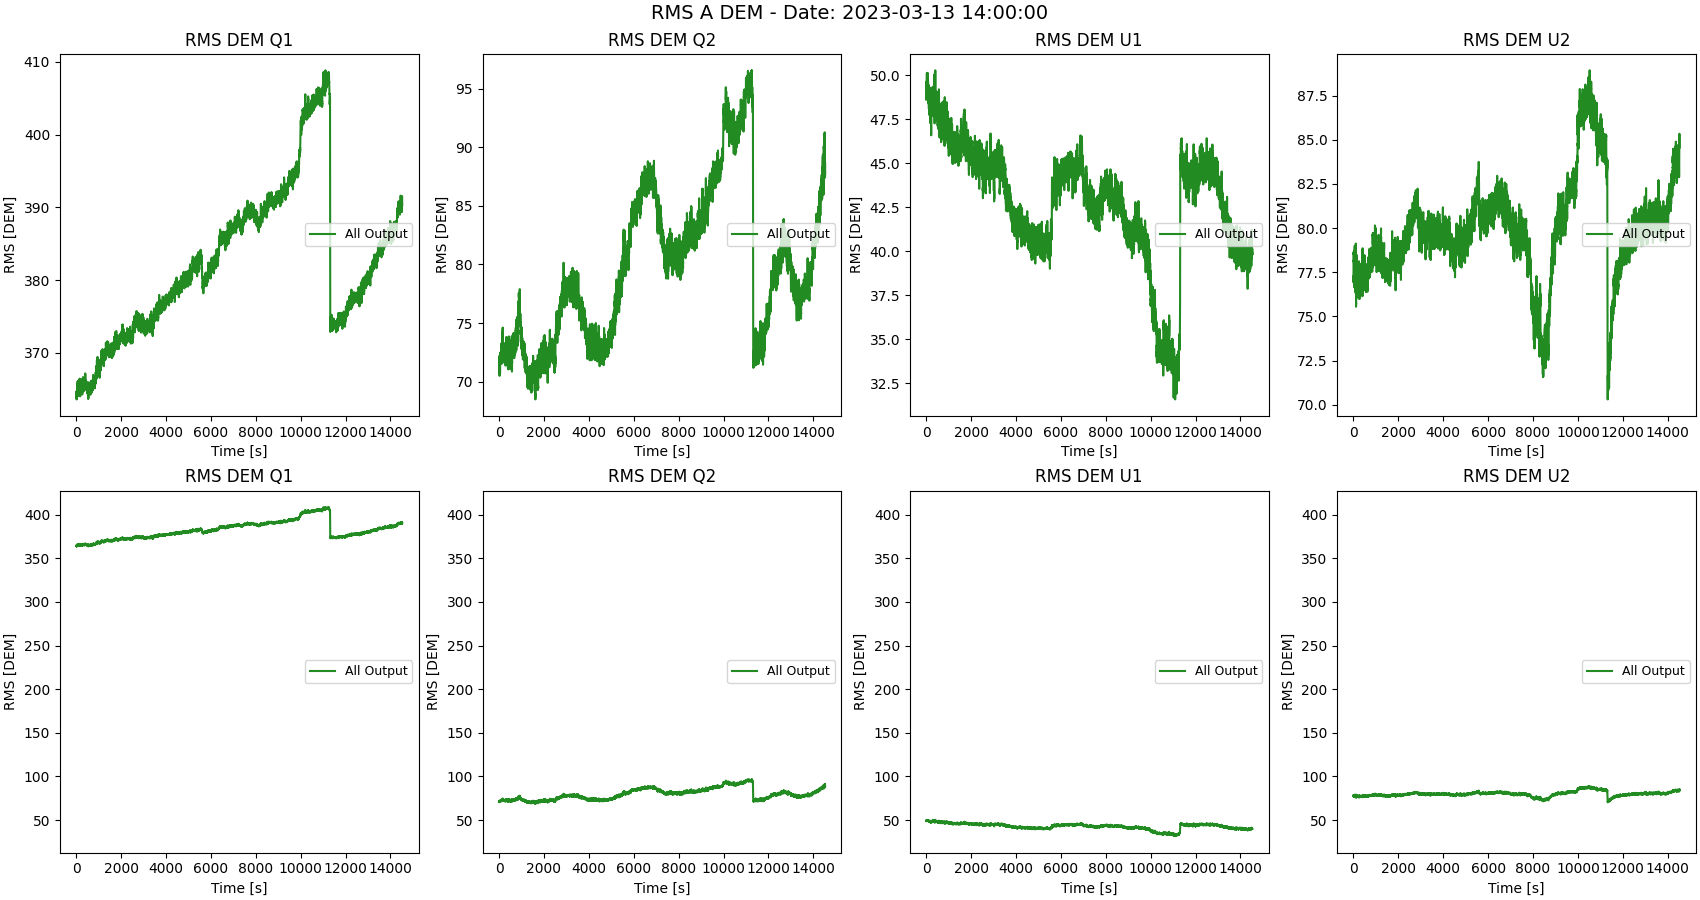 RMS A DEM - Date: 2023-03-13 14:00:00
RMS DEM Q1
RMS [DEM]
410
400
390
380
370
All Output
0 2000 4000 6000 8000 10000 12000 14000
Time [s]
RMS DEM Q2
RMS [DEM]
95
90
85
80
75
70
All Output
0 2000 4000 6000 8000 10000 12000 14000
Time [s]
RMS DEM U1
RMS [DEM]
50.0
47.5
45.0
42.5
40.0
37.5
35.0
32.5
All Output
0 2000 4000 6000 8000 10000 12000 14000
Time [s]
RMS DEM U2
RMS [DEM]
87.5
85.0
82.5
80.0
77.5
75.0
72.5
70.0
All Output
0 2000 4000 6000 8000 10000 12000 14000
Time [s]
RMS DEM Q1
RMS [DEM]
400
350
300
250
200
150
100
50
All Output
0 2000 4000 6000 8000 10000 12000 14000
Time [s]
RMS DEM Q2
RMS [DEM]
400
350
300
250
200
150
100
50
All Output
0 2000 4000 6000 8000 10000 12000 14000
Time [s]
RMS DEM U1
RMS [DEM]
400
350
300
250
200
150
100
50
All Output
0 2000 4000 6000 8000 10000 12000 14000
Time [s]
RMS DEM U2
RMS [DEM]
400
350
300
250
200
150
100
50
All Output
0 2000 4000 6000 8000 10000 12000 14000
Time [s]